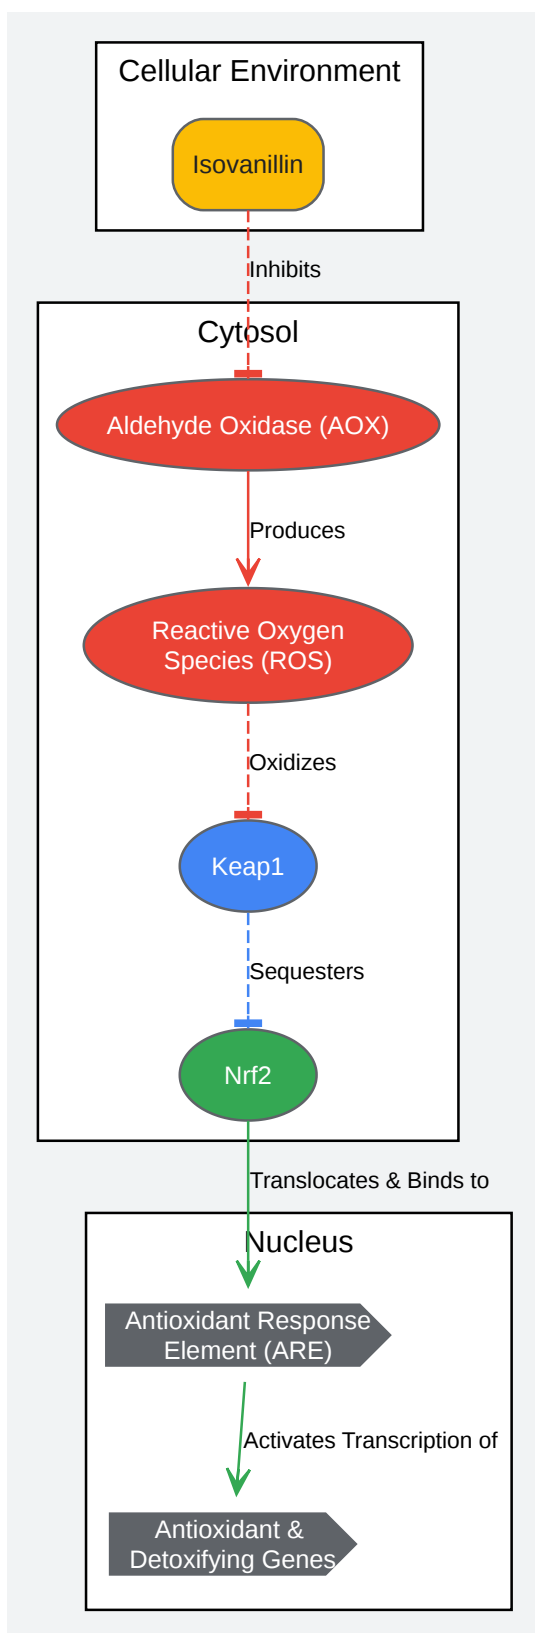 Cellular Environment
Isovanillin
Inhibits
Cytosol
Aldehyde Oxidase (AOX)
Produces
Reactive Oxygen
Species (ROS)
Oxidizes
Keap1
Sequesters
Nrf2
Translocates & Binds to
Nucleus
Antioxidant Response
Element (ARE)
Activates Transcription of
Antioxidant &
Detoxifying Genes